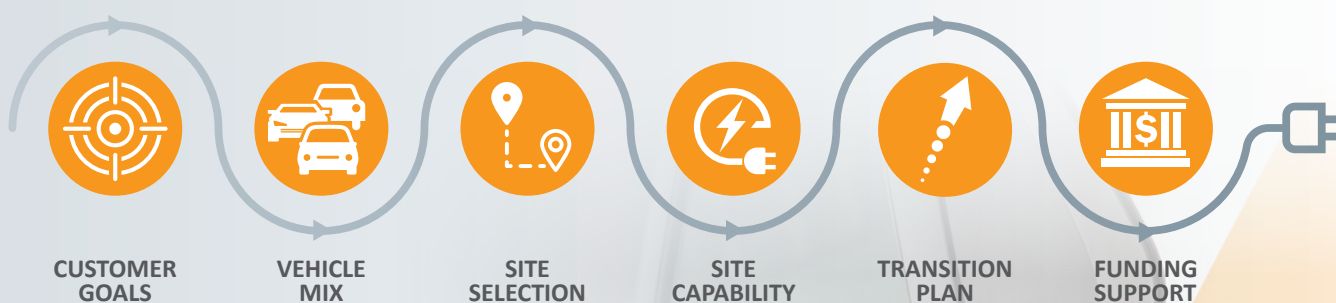 CUSTOMER
GOALS
VEHICLE
MIX
SITE
SELECTION
SITE
CAPABILITY
TRANSITION
PLAN
$
FUNDING
SUPPORT